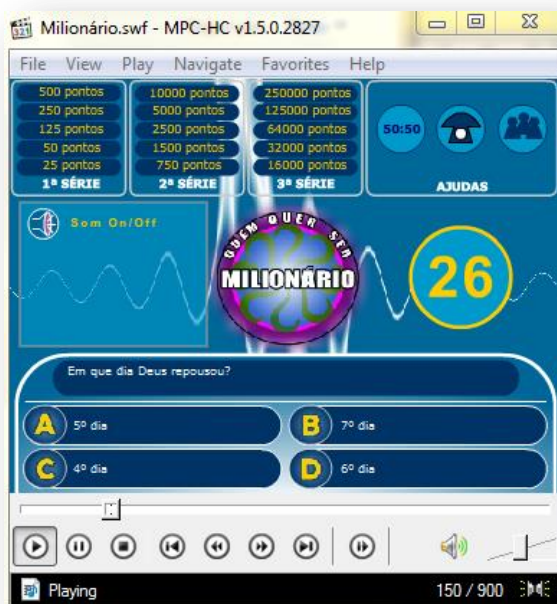 Milionário.swf - MPC-HC v1.5.0.2827
File View Play Navigate Favorites Help
500 pontos
250 pontos
125 pontos
50 pontos
25 pontos
1ª SÉRIE
10000 pontos
5000 pontos
2500 pontos
1500 pontos
750 pontos
2ª SÉRIE
250000 pontos
125000 pontos
64000 pontos
32000 pontos
16000 pontos
3ª SÉRIE
50:50
AJUDAS
Som On/Off
QUEM QUER SER
MILIONÁRIO
26
Em que dia Deus repousou?
A 5º dia
B 7º dia
C 4º dia
D 6º dia
Playing
150 / 900